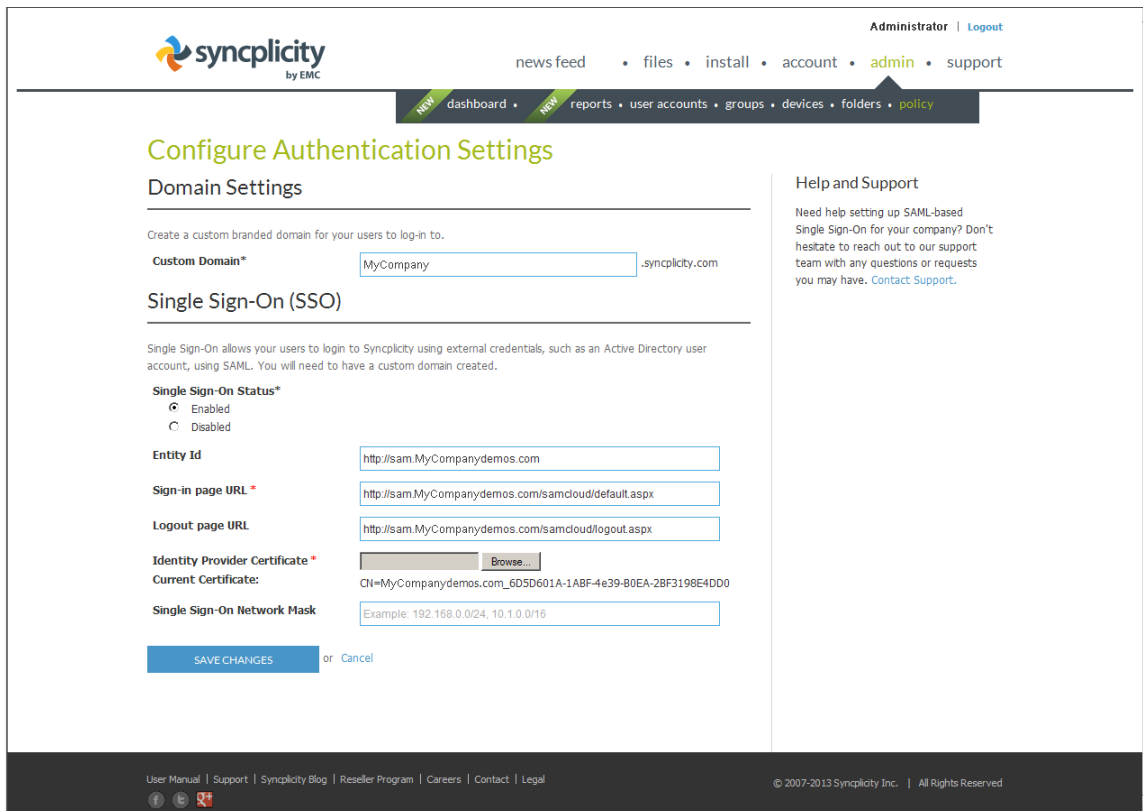 Administrator | Logout
syncplicity
by EMC
news feed • files • install • account • admin • support
NEW dashboard • NEW reports • user accounts • groups • devices • folders • policy
Configure Authentication Settings
Domain Settings
Create a custom branded domain for your users to log-in to.
Custom Domain* MyCompany .syncplicity.com
Single Sign-On (SSO)
Single Sign-On allows your users to login to Syncplicity using external credentials, such as an Active Directory user
account, using SAML. You will need to have a custom domain created.
Single Sign-On Status*
Enabled
Disabled
Entity Id http://sam.MyCompanydemos.com
Sign-in page URL * http://sam.MyCompanydemos.com/samcloud/default.aspx
Logout page URL http://sam.MyCompanydemos.com/samcloud/logout.aspx
Identity Provider Certificate * Browse...
Current Certificate: CN=MyCompanydemos.com_6D5D601A-1ABF-4e39-B0EA-2BF3198E4DD0
Single Sign-On Network Mask Example: 192.168.0.0/24, 10.1.0.0/16
SAVE CHANGES or Cancel
Help and Support
Need help setting up SAML-based
Single Sign-On for your company? Don't
hesitate to reach out to our support
team with any questions or requests
you may have. Contact Support.
User Manual | Support | Syncplicity Blog | Reseller Program | Careers | Contact | Legal
© 2007-2013 Syncplicity Inc. | All Rights Reserved
f t g+